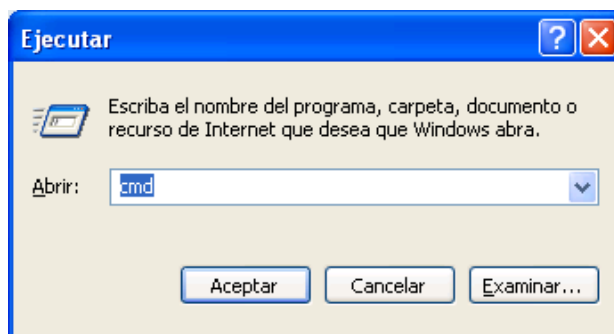 Ejecutar
Escriba el nombre del programa, carpeta, documento o
recurso de Internet que desea que Windows abra.
Abrir: cmd
Aceptar Cancelar Examinar...